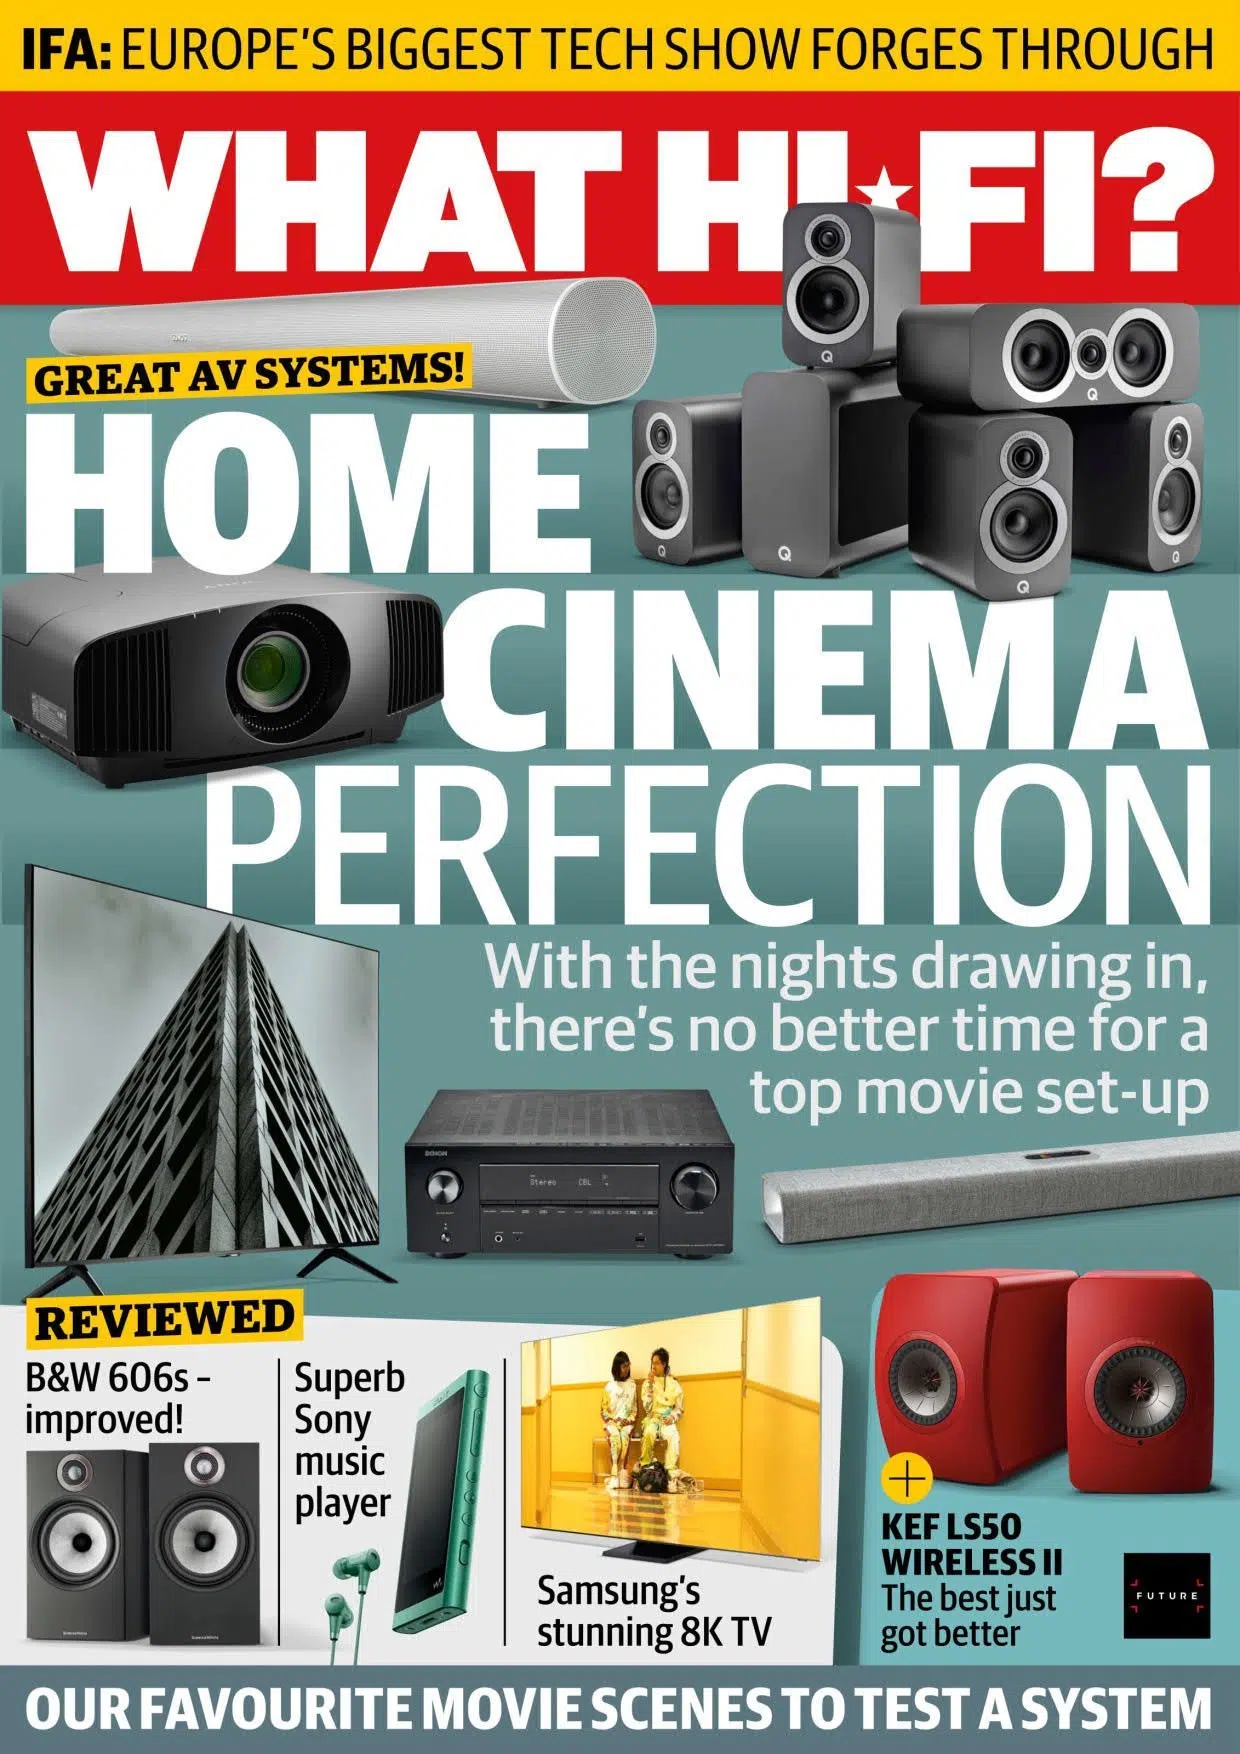 IFA: EUROPE'S BIGGEST TECH SHOW FORGES THROUGH
WHAT HI★FI?
GREAT AV SYSTEMS!
HOME
CINEMA
PERFECTION
With the nights drawing in,
there's no better time for a
top movie set-up
Q
Q
Q
Q
Q
Q
DENON
Stereo CBL
REVIEWED
B&W 606s –
improved!
Superb
Sony
music
player
Samsung's
stunning 8K TV
+
KEF LS50
WIRELESS II
The best just
got better
FUTURE
OUR FAVOURITE MOVIE SCENES TO TEST A SYSTEM